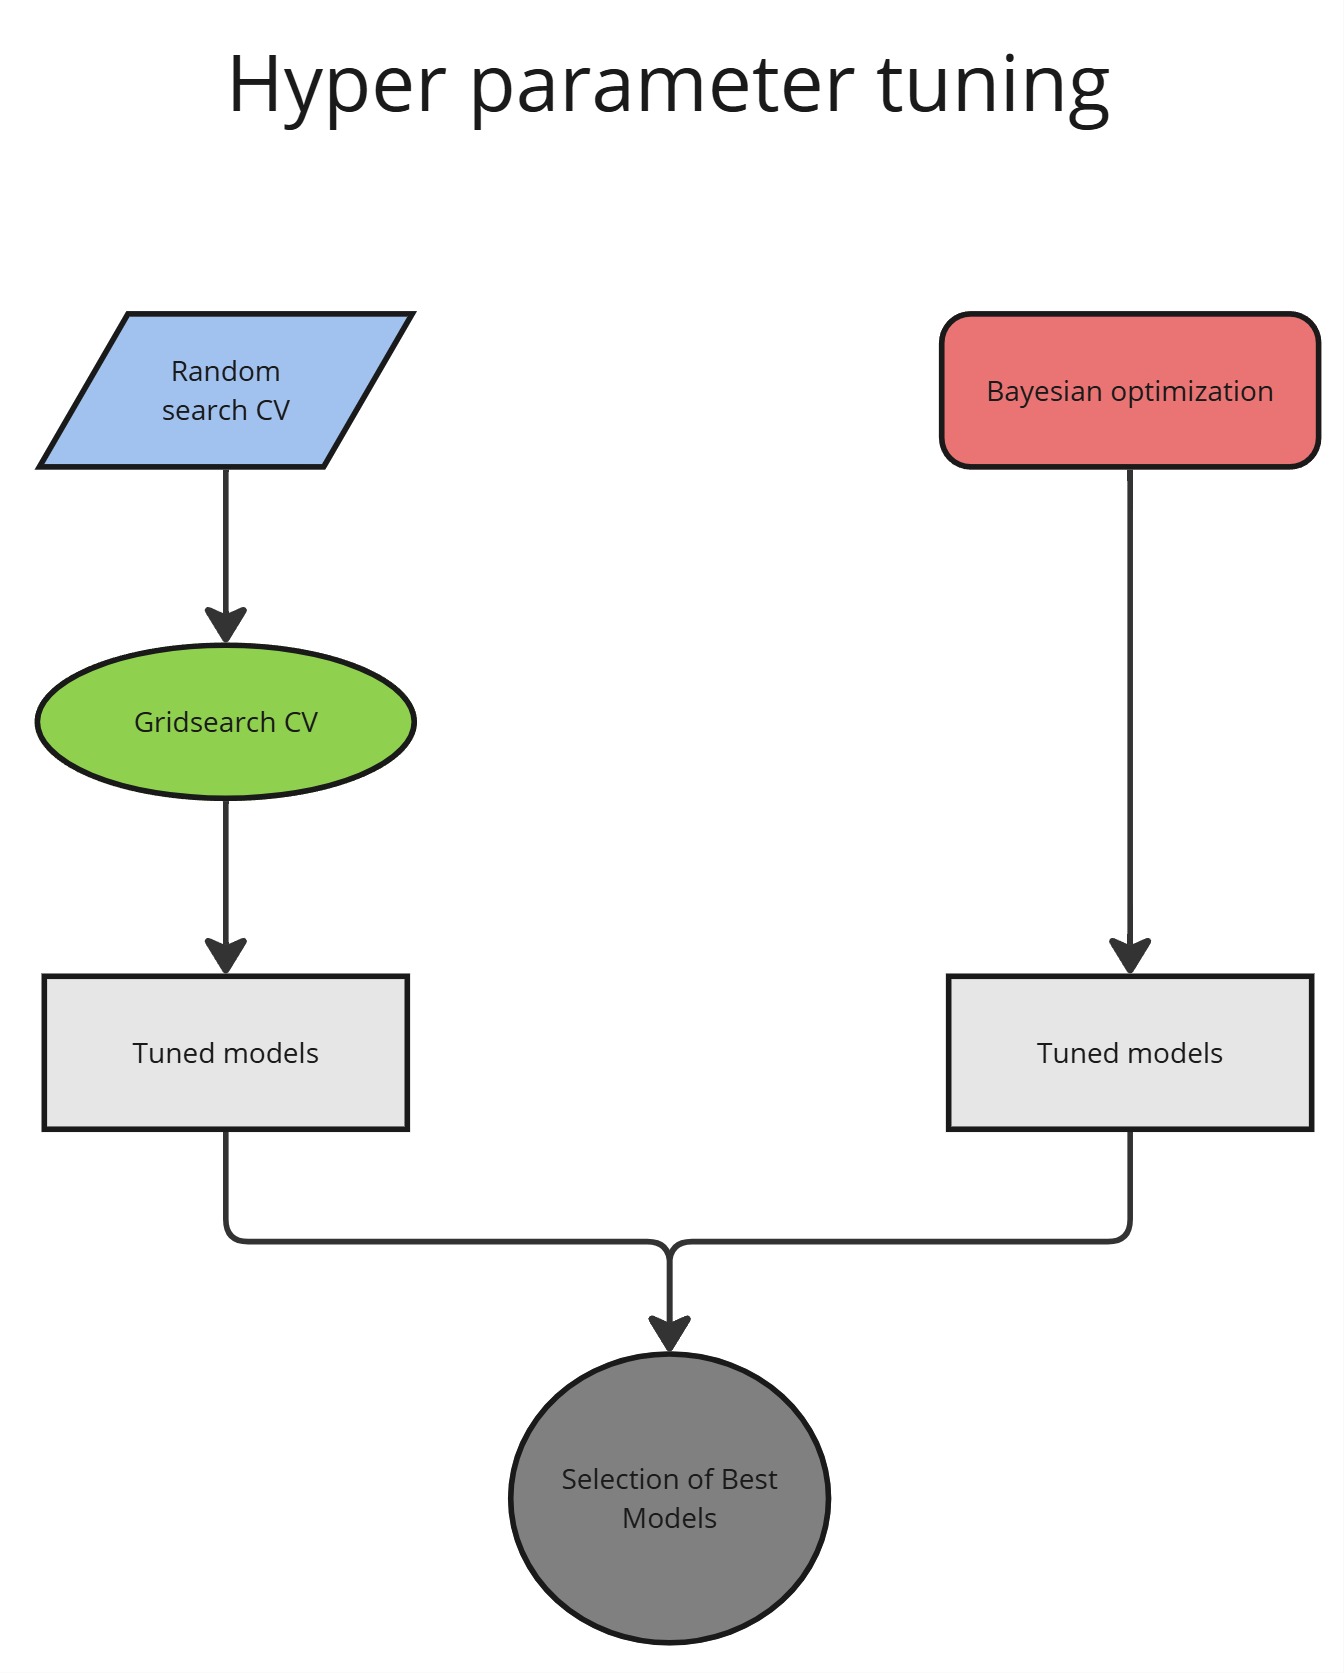 Hyper parameter tuning
Random
search CV
Bayesian optimization
Gridsearch CV
Tuned models
Tuned models
Selection of Best
Models